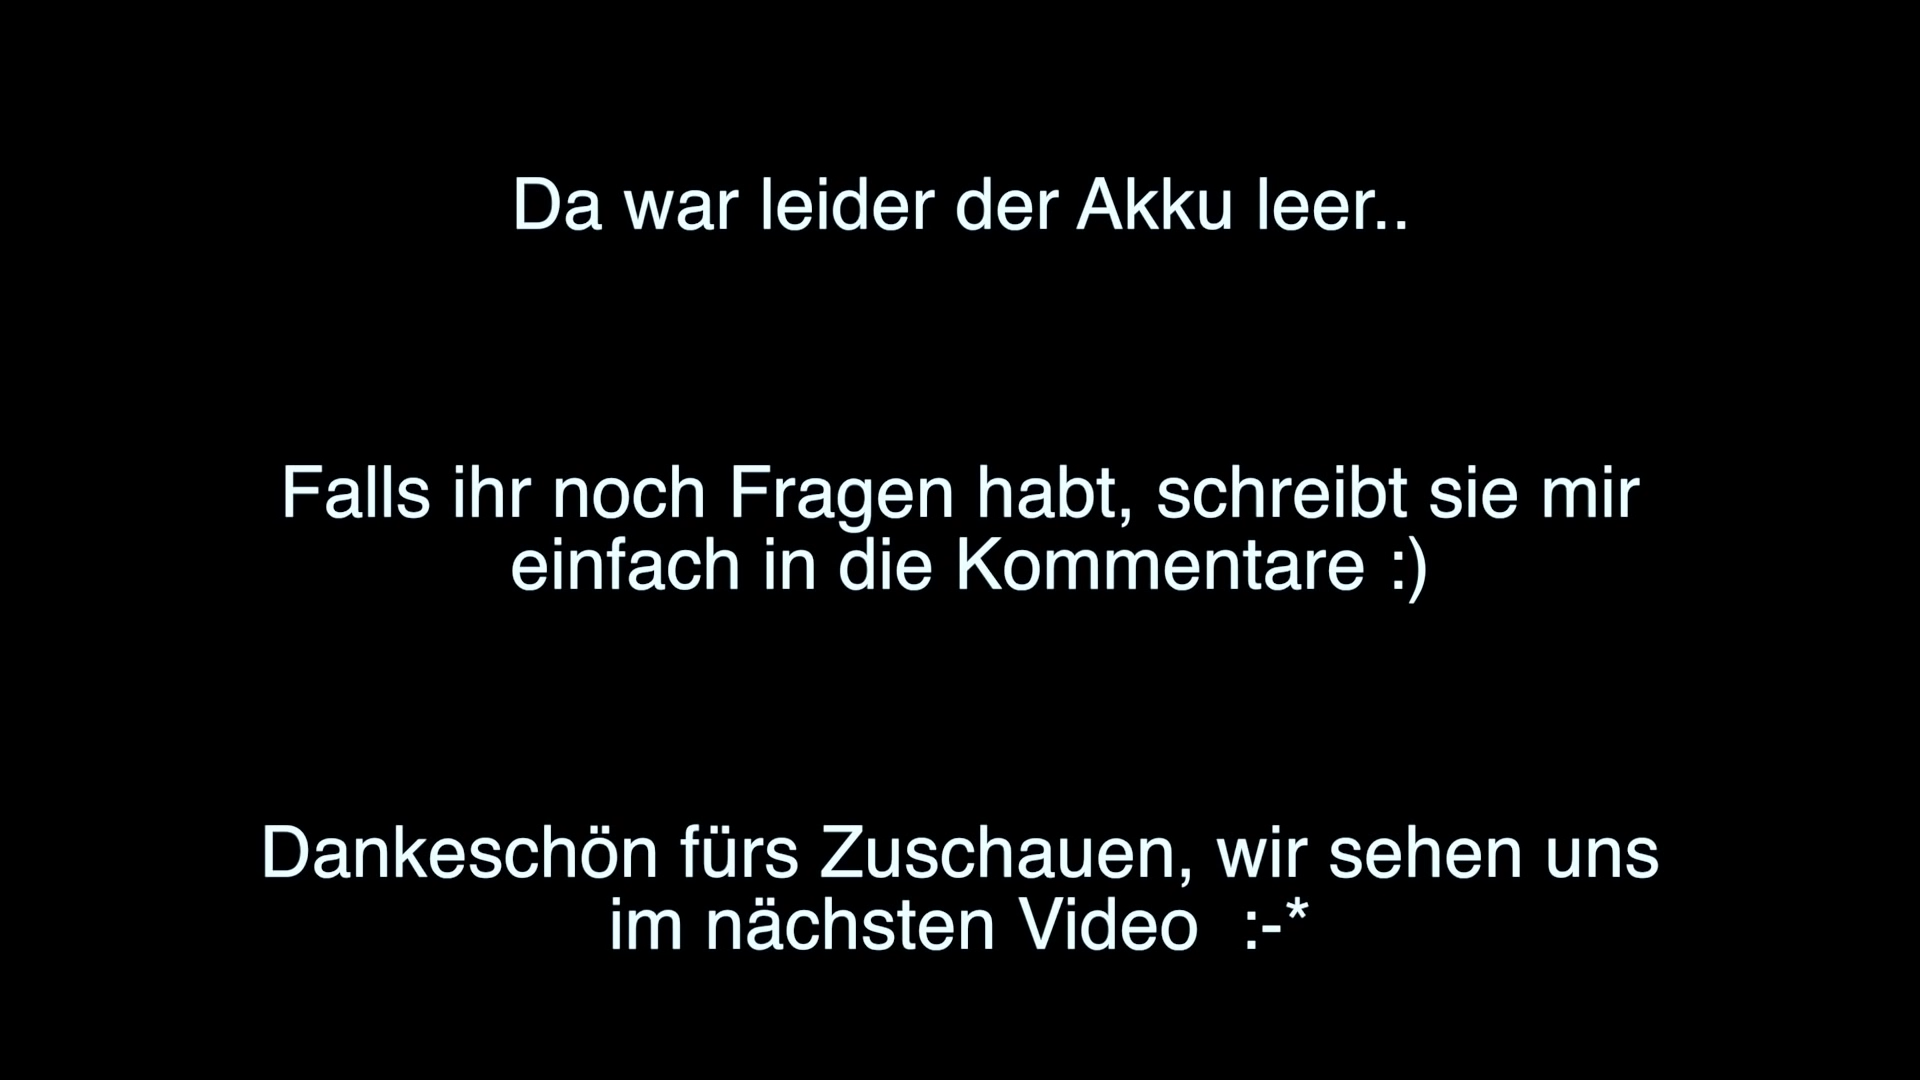 Da war leider der Akku leer..
Falls ihr noch Fragen habt, schreibt sie mir
einfach in die Kommentare :)
Dankeschön fürs Zuschauen, wir sehen uns
im nächsten Video  :-*